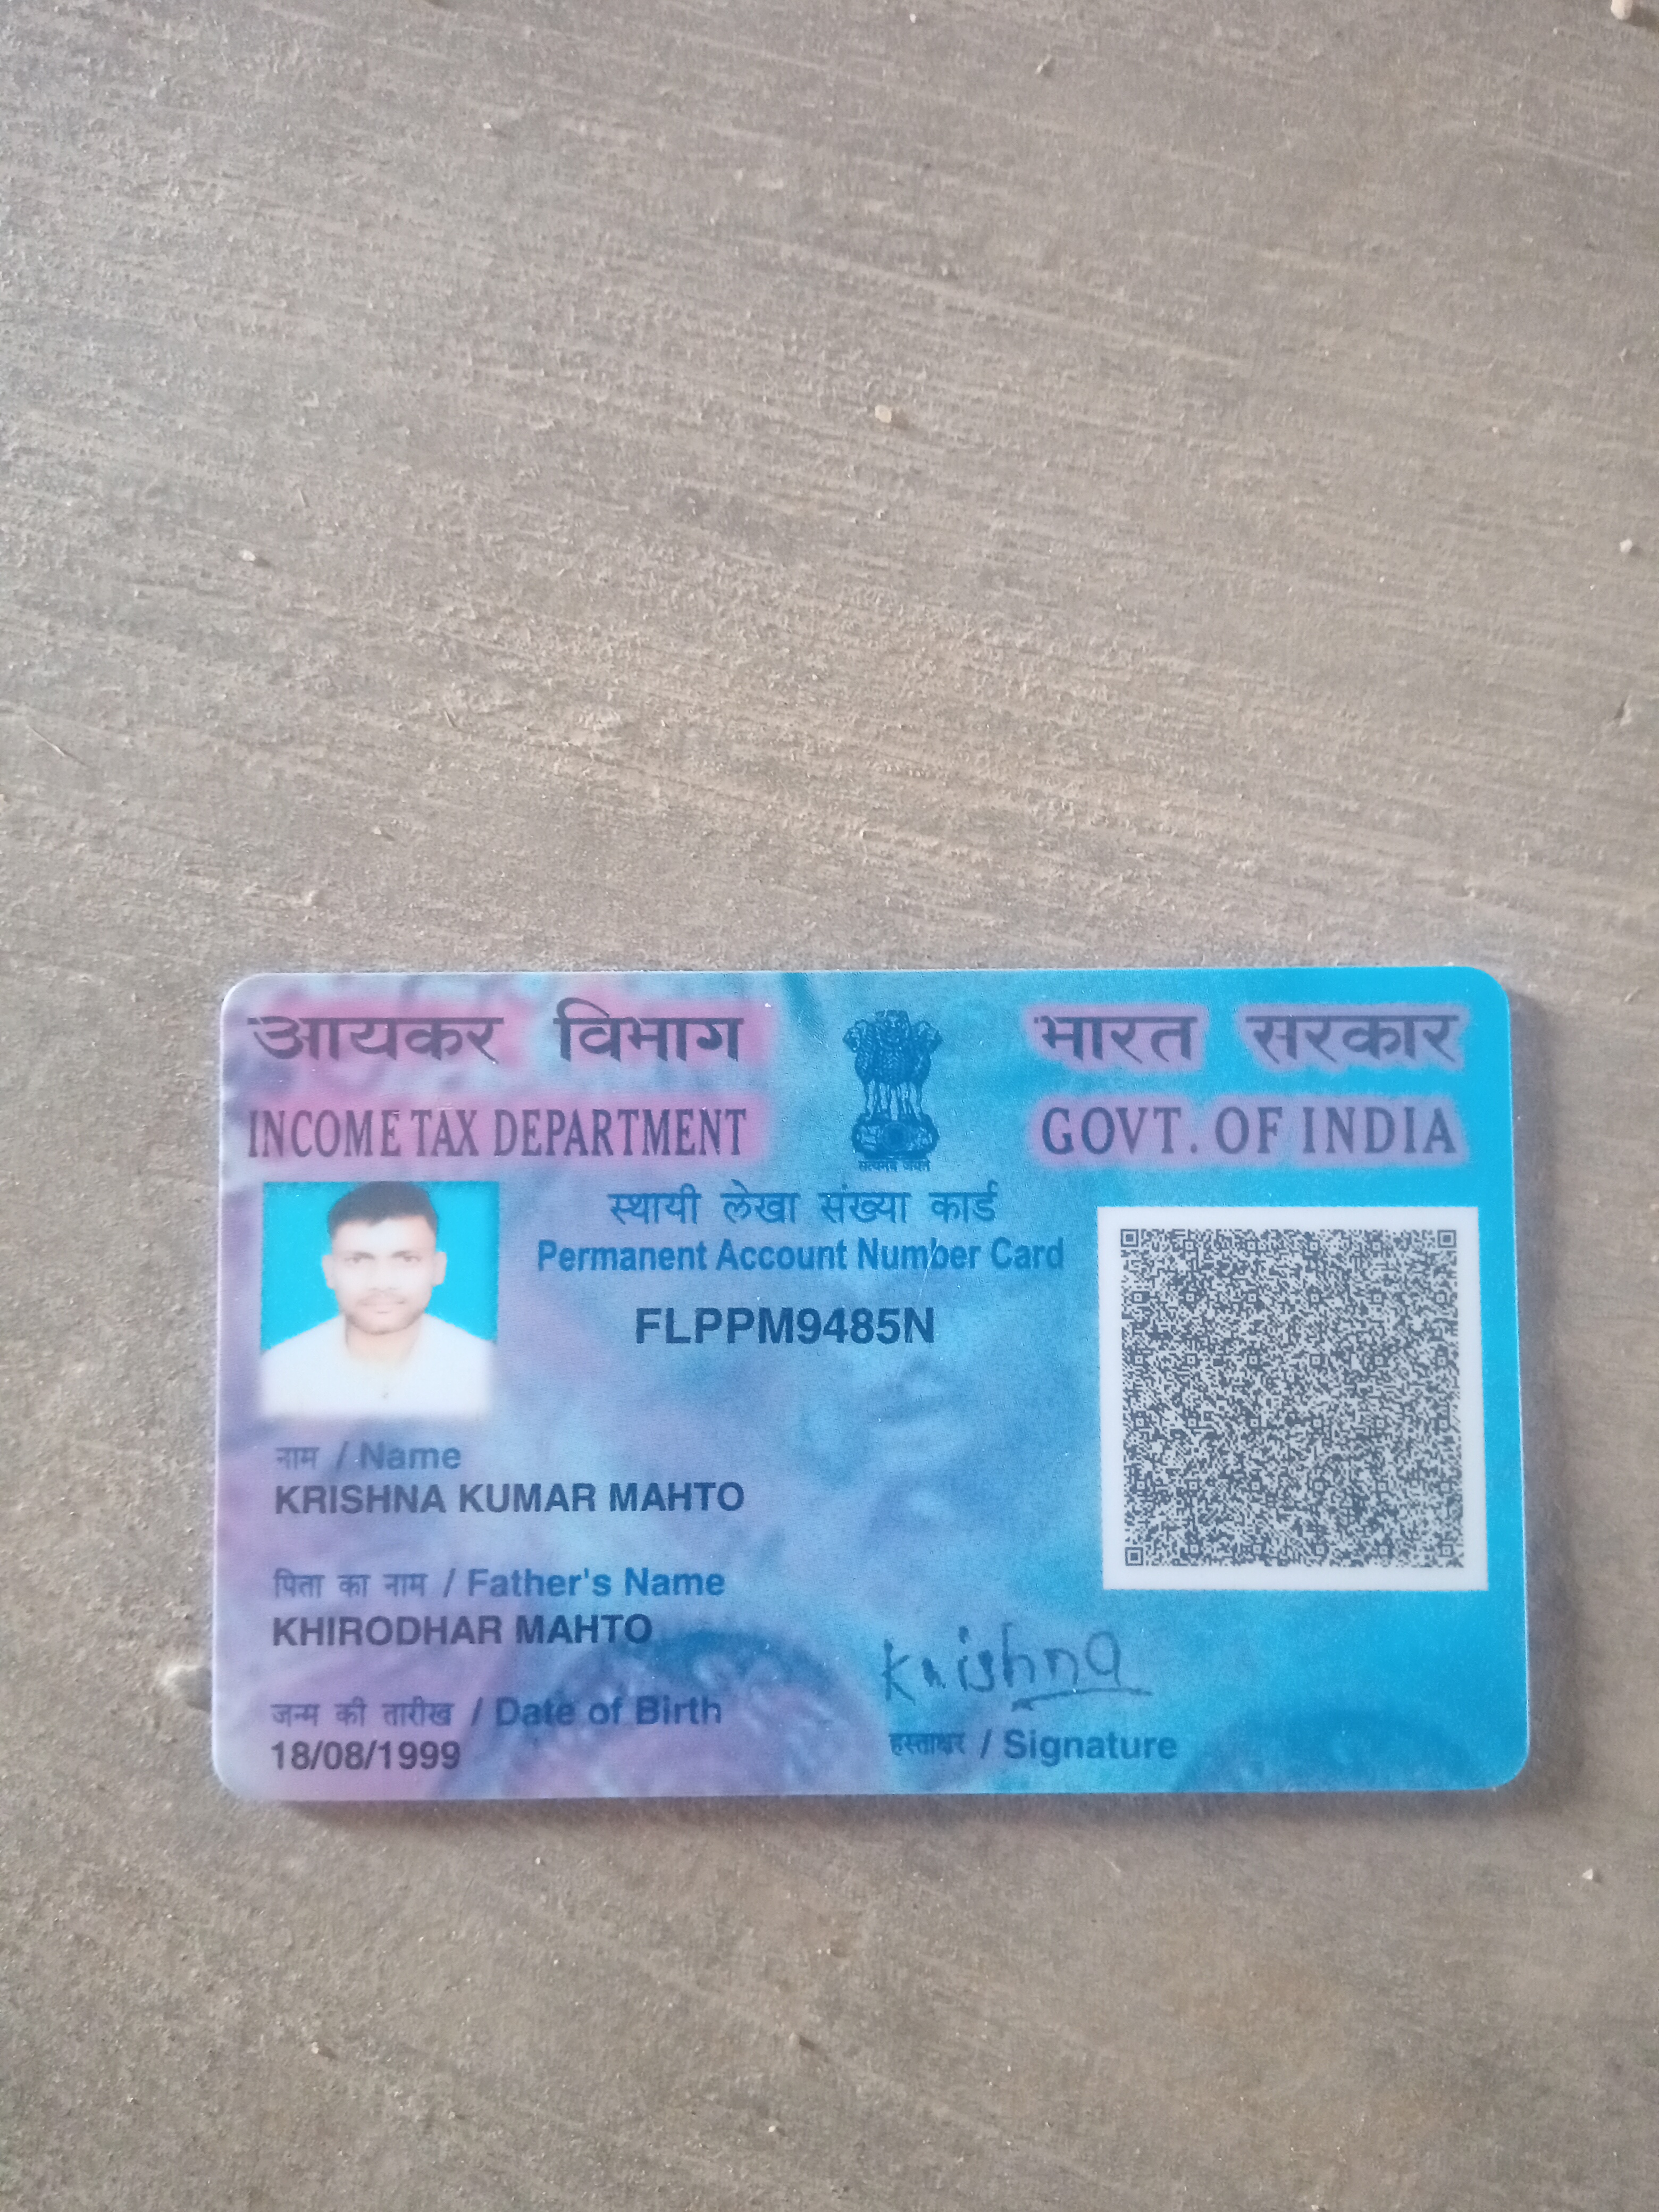 आयकर विभाग
INCOME TAX DEPARTMENT
सत्यमेव जयते
भारत सरकार
GOVT. OF INDIA
स्थायी लेखा संख्या कार्ड
Permanent Account Number Card
FLPPM9485N
नाम / Name
KRISHNA KUMAR MAHTO
पिता का नाम / Father's Name
KHIRODHAR MAHTO
जन्म की तारीख / Date of Birth
18/08/1999
Krishna
हस्ताक्षर / Signature